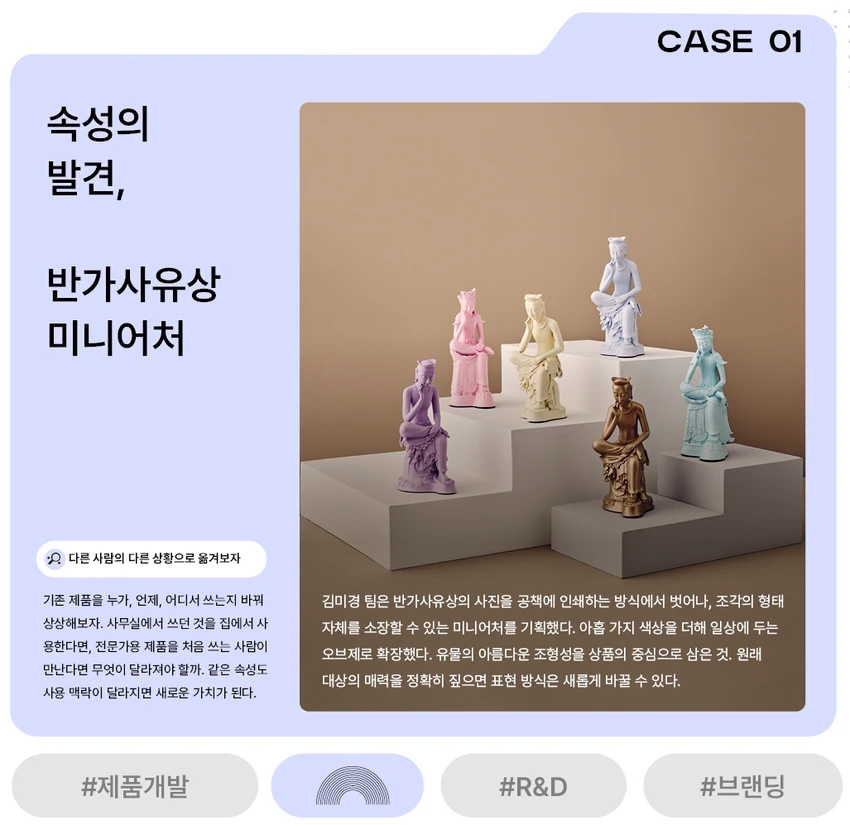 CASE 01
속성의
발견,
반가사유상
미니어처
다른 사람의 다른 상황으로 옮겨보자
기존 제품을 누가, 언제, 어디서 쓰는지 바꿔
상상해보자. 사무실에서 쓰던 것을 집에서 사
용한다면, 전문가용 제품을 처음 쓰는 사람이
만난다면 무엇이 달라져야 할까. 같은 속성도
사용 맥락이 달라지면 새로운 가치가 된다.
김미경 팀은 반가사유상의 사진을 공책에 인쇄하는 방식에서 벗어나, 조각의 형태
자체를 소장할 수 있는 미니어처를 기획했다. 아홉 가지 색상을 더해 일상에 두는
오브제로 확장했다. 유물의 아름다운 조형성을 상품의 중심으로 삼은 것. 원래
대상의 매력을 정확히 짚으면 표현 방식은 새롭게 바꿀 수 있다.
#제품개발
#R&D
#브랜딩